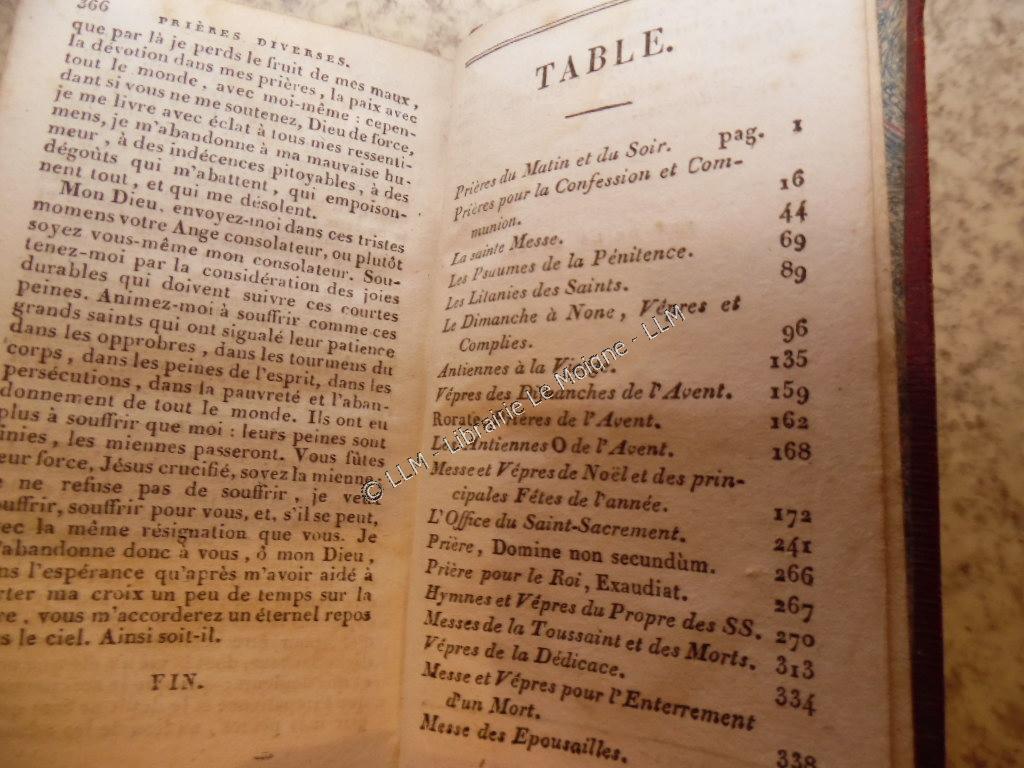 366
PRIÈRES DIVERSES.
que par là je perds le fruit de mes maux,
la dévotion dans mes prières, la paix avec
tout le monde, avec moi-même : cepen-
dant si vous ne me soutenez, Dieu de force,
je me livre avec éclat à tous mes ressenti-
mens, je m'abandonne à ma mauvaise hu-
meur, à des indécences pitoyables, à des
dégoûts qui m'abattent, qui empoison-
nent tout, et qui me désolent.
Mon Dieu, envoyez-moi dans ces tristes
momens votre Ange consolateur, ou plutôt
soyez vous-même mon consolateur. Sou-
tenez-moi par la considération des joies
durables qui doivent suivre ces courtes
peines. Animez-moi à souffrir comme ces
grands saints qui ont signalé leur patience
dans les opprobres, dans les tourmens du
corps, dans les peines de l'esprit, dans les
persécutions, dans la pauvreté et l'aban-
donnement de tout le monde. Ils ont eu
plus à souffrir que moi : leurs peines sont
inies, les miennes passeront. Vous fûtes
eur force, Jésus crucifié, soyez la mienne
e ne refuse pas de souffrir, je veu
ouffrir, souffrir pour vous, et, s'il se peut,
ec la même résignation que vous. Je
'abandonne donc à vous, ô mon Dieu,
ns l'espérance qu'après m'avoir aidé à
rter ma croix un peu de temps sur la
re, vous m'accorderez un éternel repos
s le ciel. Ainsi soit-il.
FIN.
TABLE.
Prières du Matin et du Soir. pag. 1
Prières pour la Confession et Com-
munion. 16
La sainte Messe. 44
Les Psaumes de la Pénitence. 69
Les Litanies des Saints. 89
Le Dimanche à None, Vêpres et
Complies. 96
Antiennes à la 135
Vêpres des Dimanches de l'Avent. 159
Rorate, Prières de l'Avent. 162
Les Antiennes O de l'Avent. 168
Messe et Vêpres de Noël et des prin-
cipales Fêtes de l'année. 172
L'Office du Saint-Sacrement. 241
Prière, Domine non secundùm. 266
Prière pour le Roi, Exaudiat. 267
Hymnes et Vêpres du Propre des SS. 270
Messes de la Toussaint et des Morts. 313
Vêpres de la Dédicace. 334
Messe et Vêpres pour l'Enterrement
d'un Mort. 338
Messe des Epousailles.
© LLM - Librairie Le Moigne - LLM